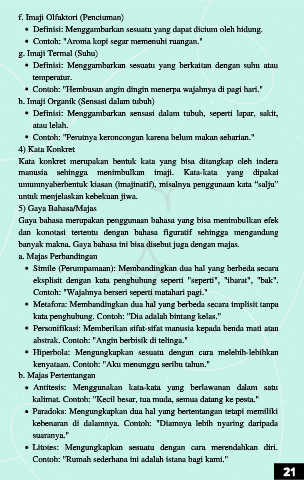 f. Imaji Olfaktori (Penciuman)
• Definisi: Menggambarkan sesuatu yang dapat dicium oleh hidung.
• Contoh: "Aroma kopi segar memenuhi ruangan."
g. Imaji Termal (Suhu)
• Definisi: Menggambarkan sesuatu yang berkaitan dengan suhu atau
temperatur.
• Contoh: "Hembusan angin dingin menerpa wajahnya di pagi hari."
h. Imaji Organik (Sensasi dalam tubuh)
• Definisi: Menggambarkan sensasi dalam tubuh, seperti lapar, sakit,
atau lelah.
• Contoh: "Perutnya keroncongan karena belum makan seharian."
4) Kata Konkret
Kata konkret merupakan bentuk kata yang bisa ditangkap oleh indera
manusia sehingga menimbulkan imaji. Kata-kata yang dipakai
umumnyaberbentuk kiasan (imajinatif), misalnya penggunaan kata "salju"
untuk menjelaskan kebekuan jiwa.
5) Gaya Bahasa/Majas
Gaya bahasa merupakan penggunaan bahasa yang bisa menimbulkan efek
dan konotasi tertentu dengan bahasa figuratif sehingga mengandung
banyak makna. Gaya bahasa ini bisa disebut juga dengan majas.
a. Majas Perbandingan
• Simile (Perumpamaan): Membandingkan dua hal yang berbeda secara
eksplisit dengan kata penghubung seperti "seperti", "ibarat", "bak".
Contoh: "Wajahnya berseri seperti matahari pagi."
• Metafora: Membandingkan dua hal yang berbeda secara implisit tanpa
kata penghubung. Contoh: "Dia adalah bintang kelas."
• Personifikasi: Memberikan sifat-sifat manusia kepada benda mati atau
abstrak. Contoh: "Angin berbisik di telinga."
• Hiperbola: Mengungkapkan sesuatu dengan cara melebih-lebihkan
kenyataan. Contoh: "Aku menunggu seribu tahun."
b. Majas Pertentangan
• Antitesis: Menggunakan kata-kata yang berlawanan dalam satu
kalimat. Contoh: "Kecil besar, tua muda, semua datang ke pesta."
• Paradoks: Mengungkapkan dua hal yang bertentangan tetapi memiliki
kebenaran di dalamnya. Contoh: "Diamnya lebih nyaring daripada
suaranya."
• Litotes: Mengungkapkan sesuatu dengan cara merendahkan diri.
Contoh: "Rumah sederhana ini adalah istana bagi kami."
21